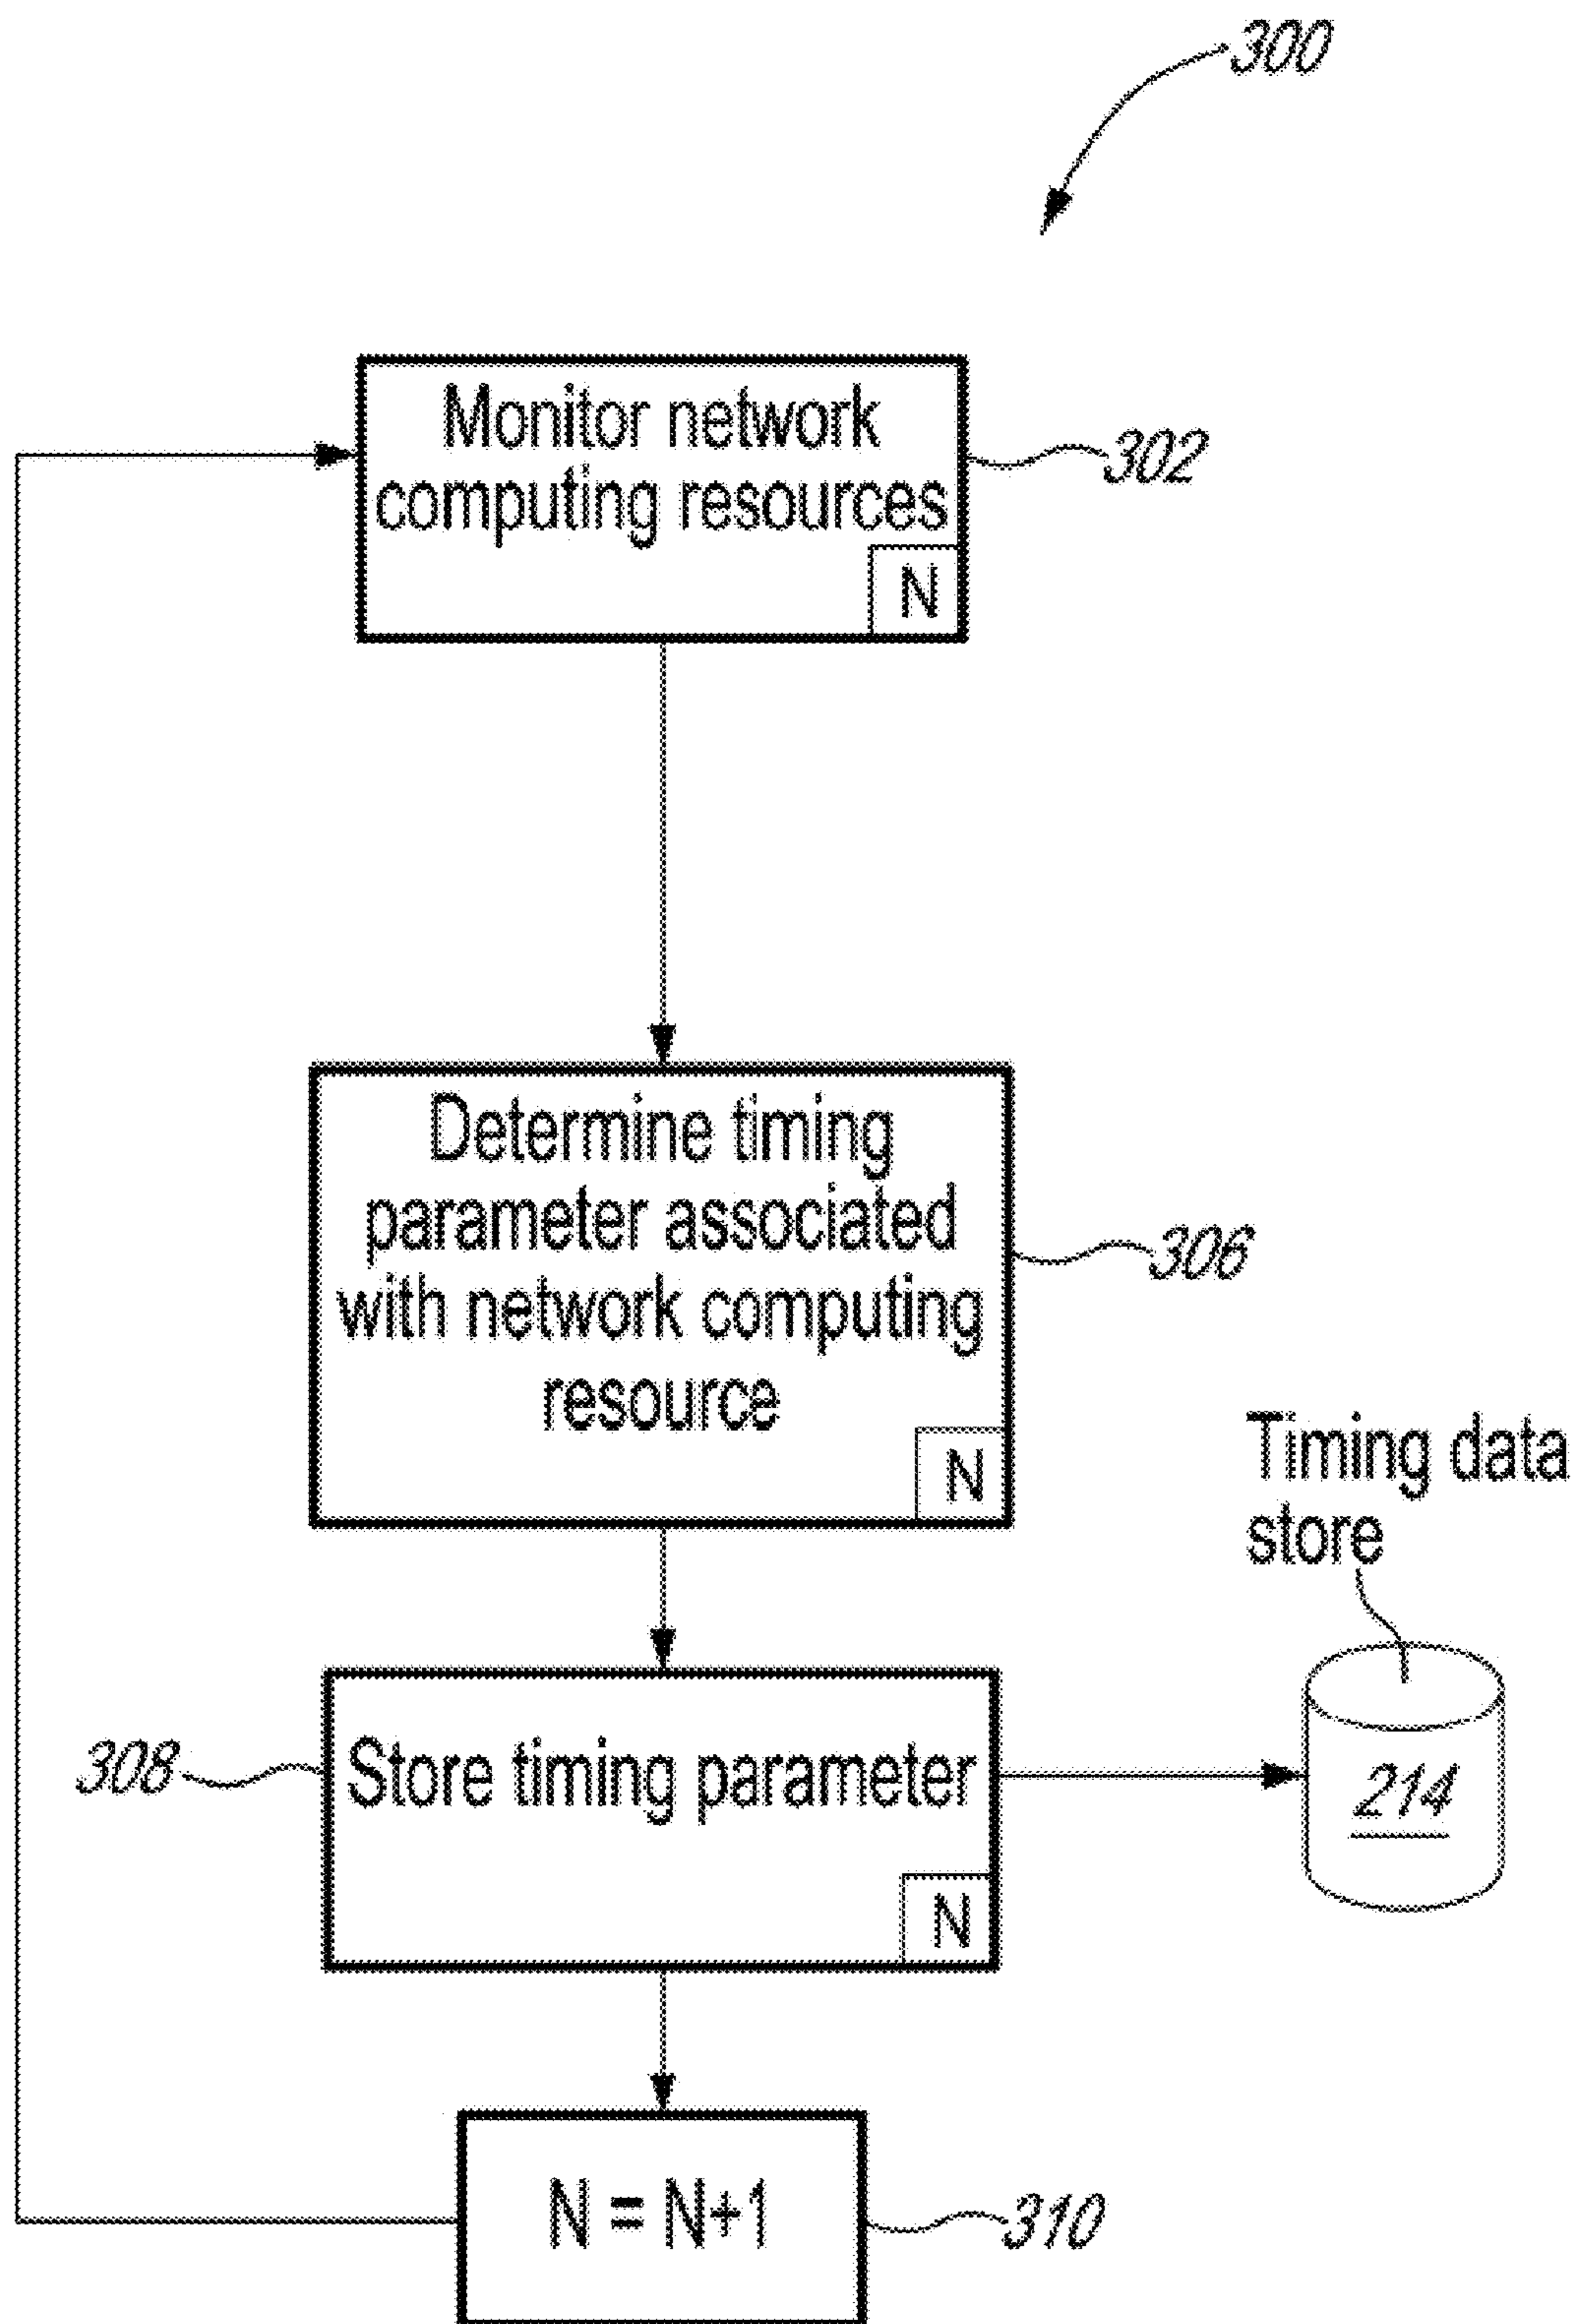 300
Monitor network
computing resources
N
302
Determine timing
parameter associated
with network computing
resource
N
306
Timing data
store
308
Store timing parameter
N
214
N = N+1
310